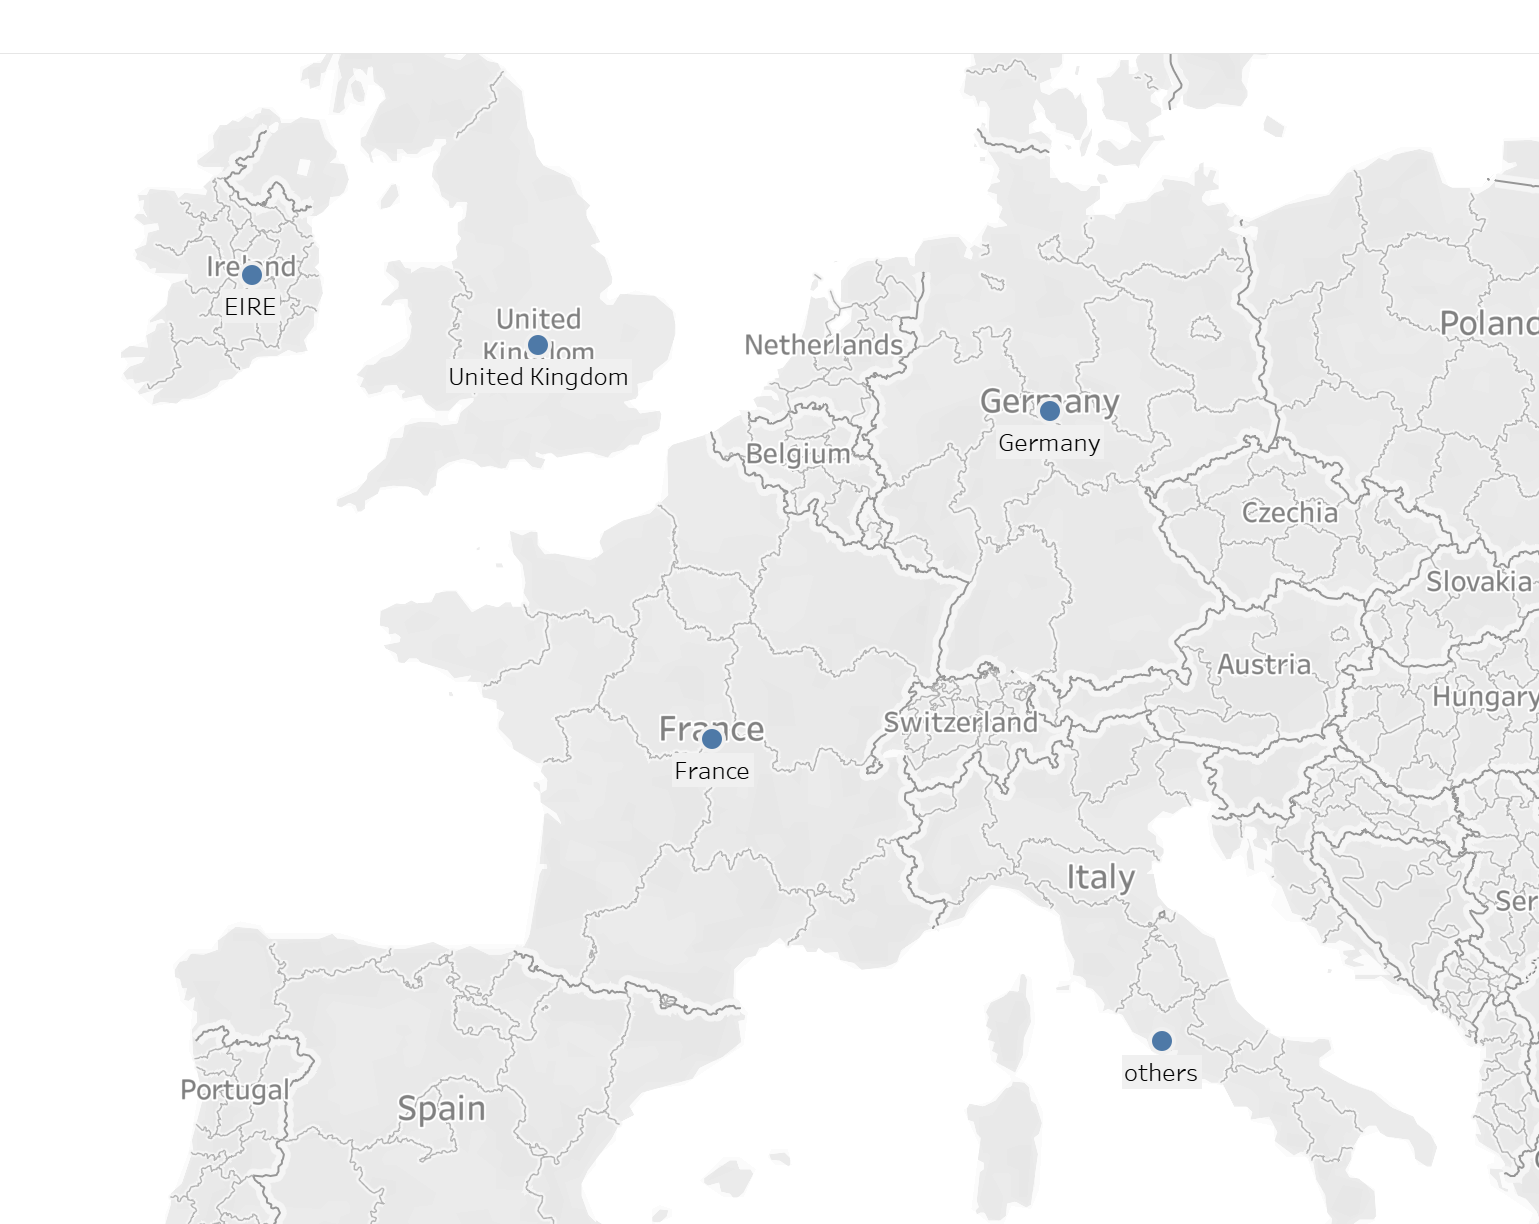 Ireland
EIRE
United
Kingdom
United Kingdom
Netherlands
Poland
Germany
Germany
Belgium
Czechia
Slovakia
Austria
Hungary
Switzerland
France
France
Italy
Ser
others
Portugal
Spain